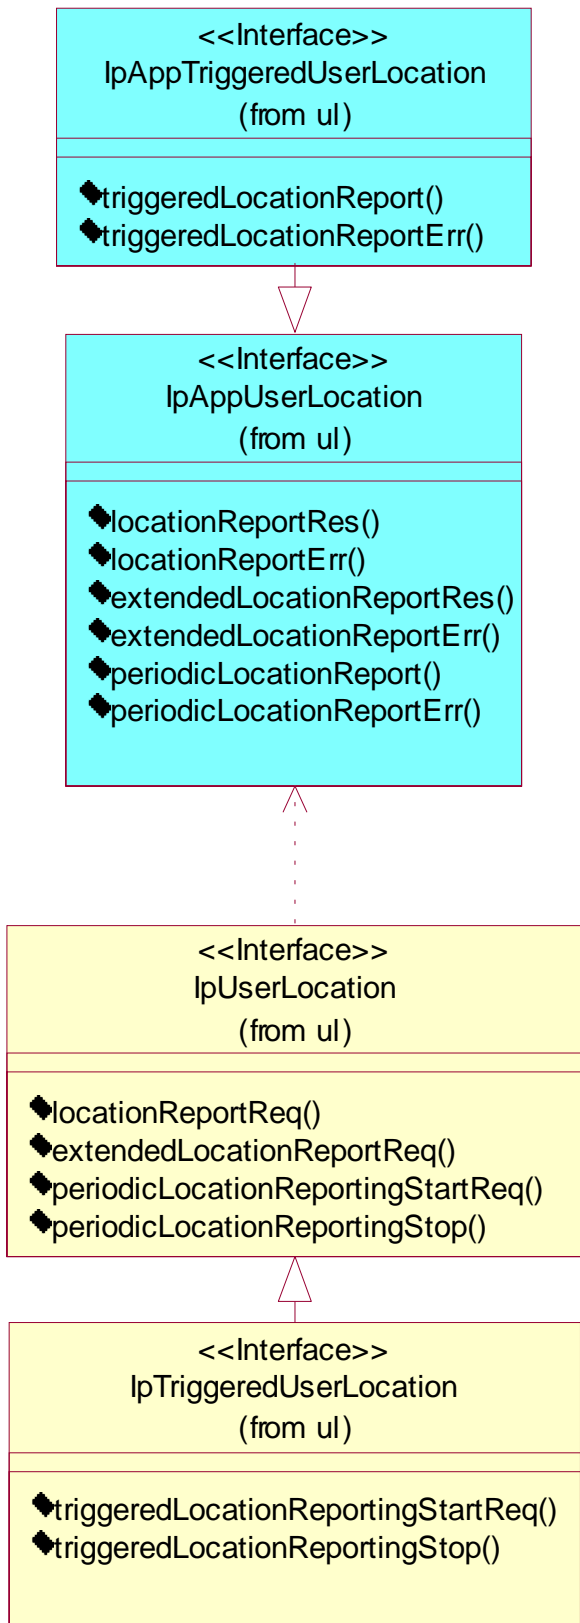 <<Interface>>
IpAppTriggeredUserLocation
(from ul)
triggeredLocationReport()
triggeredLocationReportErr()
<<Interface>>
IpAppUserLocation
(from ul)
locationReportRes()
locationReportErr()
extendedLocationReportRes()
extendedLocationReportErr()
periodicLocationReport()
periodicLocationReportErr()
<<Interface>>
IpUserLocation
(from ul)
locationReportReq()
extendedLocationReportReq()
periodicLocationReportingStartReq()
periodicLocationReportingStop()
<<Interface>>
IpTriggeredUserLocation
(from ul)
triggeredLocationReportingStartReq()
triggeredLocationReportingStop()